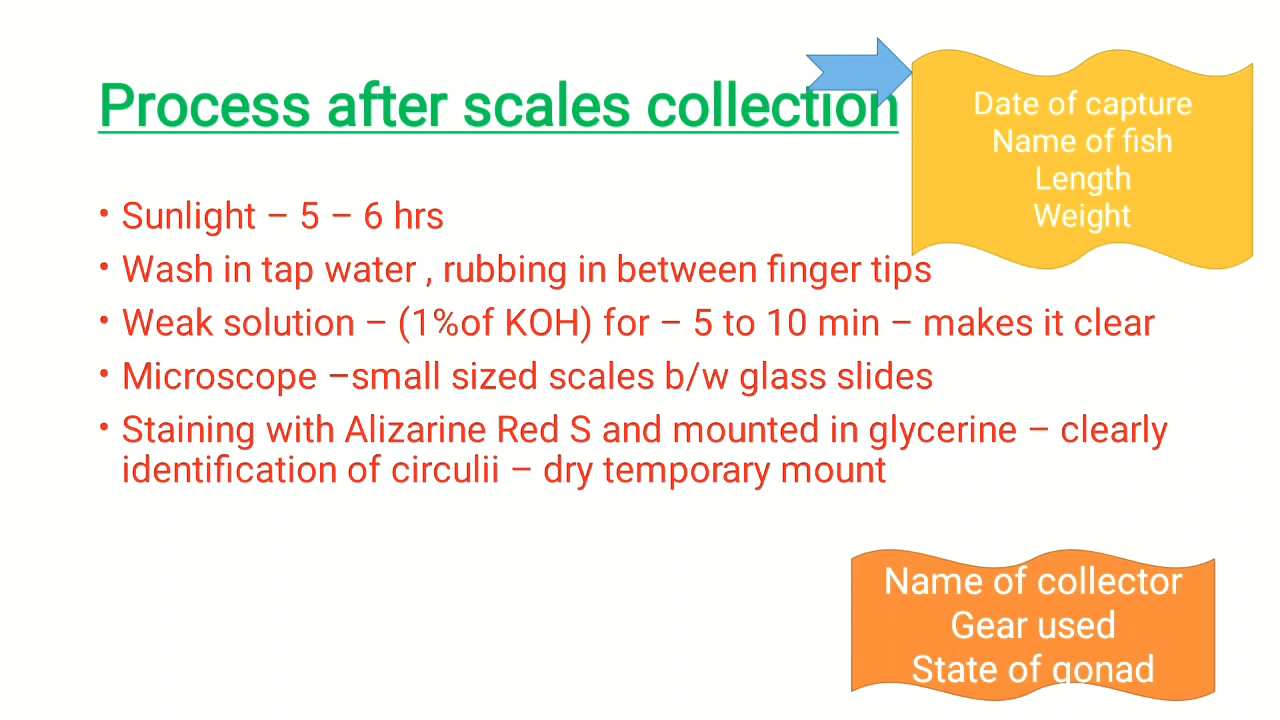 Process after scales collection
Date of capture
Name of fish
Length
Weight
• Sunlight – 5 – 6 hrs
• Wash in tap water , rubbing in between finger tips
• Weak solution – (1%of KOH) for – 5 to 10 min – makes it clear
• Microscope –small sized scales b/w glass slides
• Staining with Alizarine Red S and mounted in glycerine – clearly
identification of circulii – dry temporary mount
Name of collector
Gear used
State of gonad